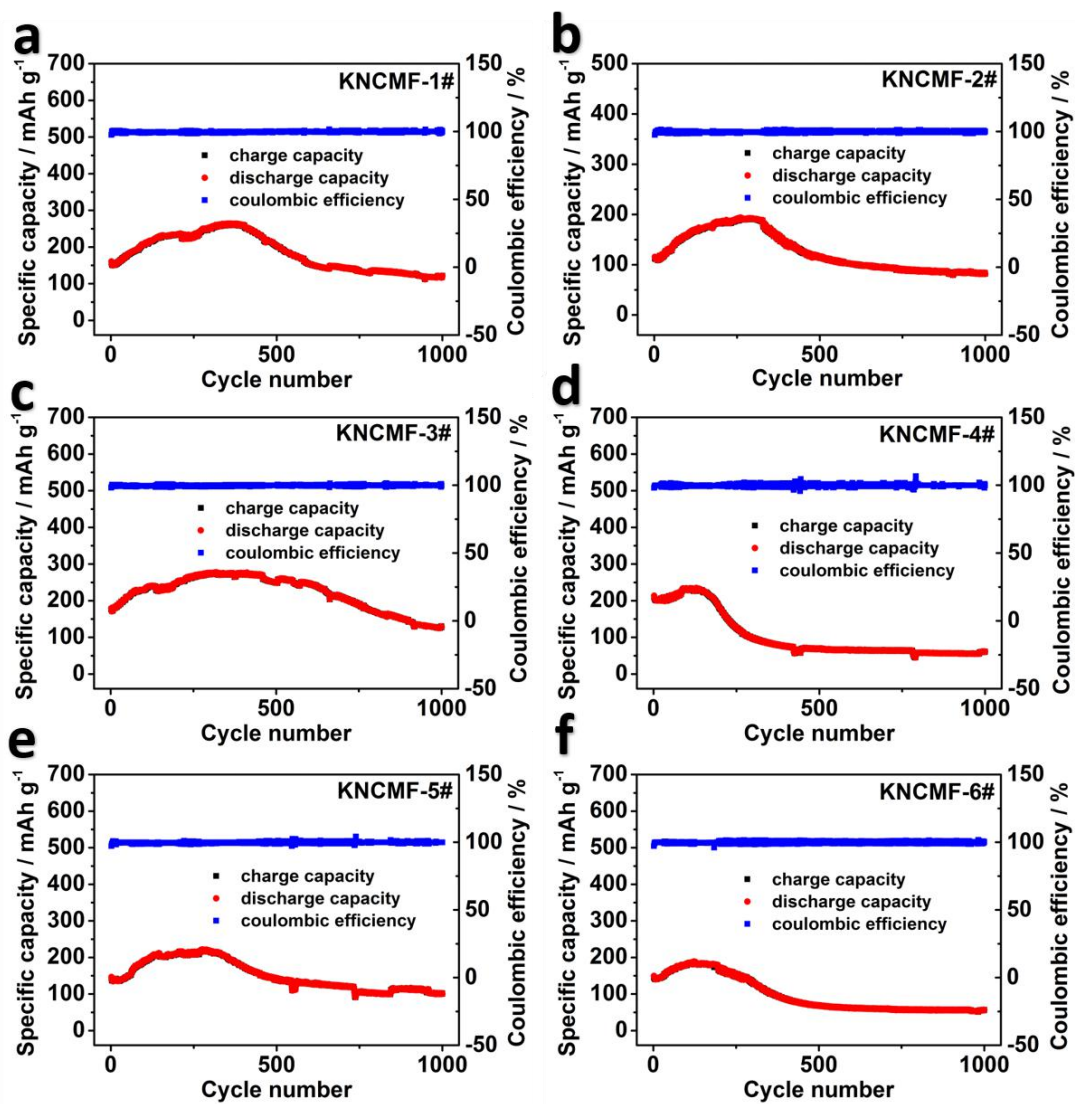 a
KNCMF-1#
Specific capacity / mAh g-1
700
600
500
400
300
200
100
0
charge capacity
discharge capacity
coulombic efficiency
150
100
50
0
-50
Coulombic efficiency / %
0
500
1000
Cycle number
b
KNCMF-2#
Specific capacity / mAh g-1
500
400
300
200
100
0
charge capacity
discharge capacity
coulombic efficiency
150
100
50
0
-50
Coulombic efficiency / %
0
500
1000
Cycle number
c
KNCMF-3#
Specific capacity / mAh g-1
700
600
500
400
300
200
100
0
charge capacity
discharge capacity
coulombic efficiency
150
100
50
0
-50
Coulombic efficiency / %
0
500
1000
Cycle number
d
KNCMF-4#
Specific capacity / mAh g-1
700
600
500
400
300
200
100
0
charge capacity
discharge capacity
coulombic efficiency
150
100
50
0
-50
Coulombic efficiency / %
0
500
1000
Cycle number
e
KNCMF-5#
Specific capacity / mAh g-1
700
600
500
400
300
200
100
0
charge capacity
discharge capacity
coulombic efficiency
150
100
50
0
-50
Coulombic efficiency / %
0
500
1000
Cycle number
f
KNCMF-6#
Specific capacity / mAh g-1
700
600
500
400
300
200
100
0
charge capacity
discharge capacity
coulombic efficiency
150
100
50
0
-50
Coulombic efficiency / %
0
500
1000
Cycle number